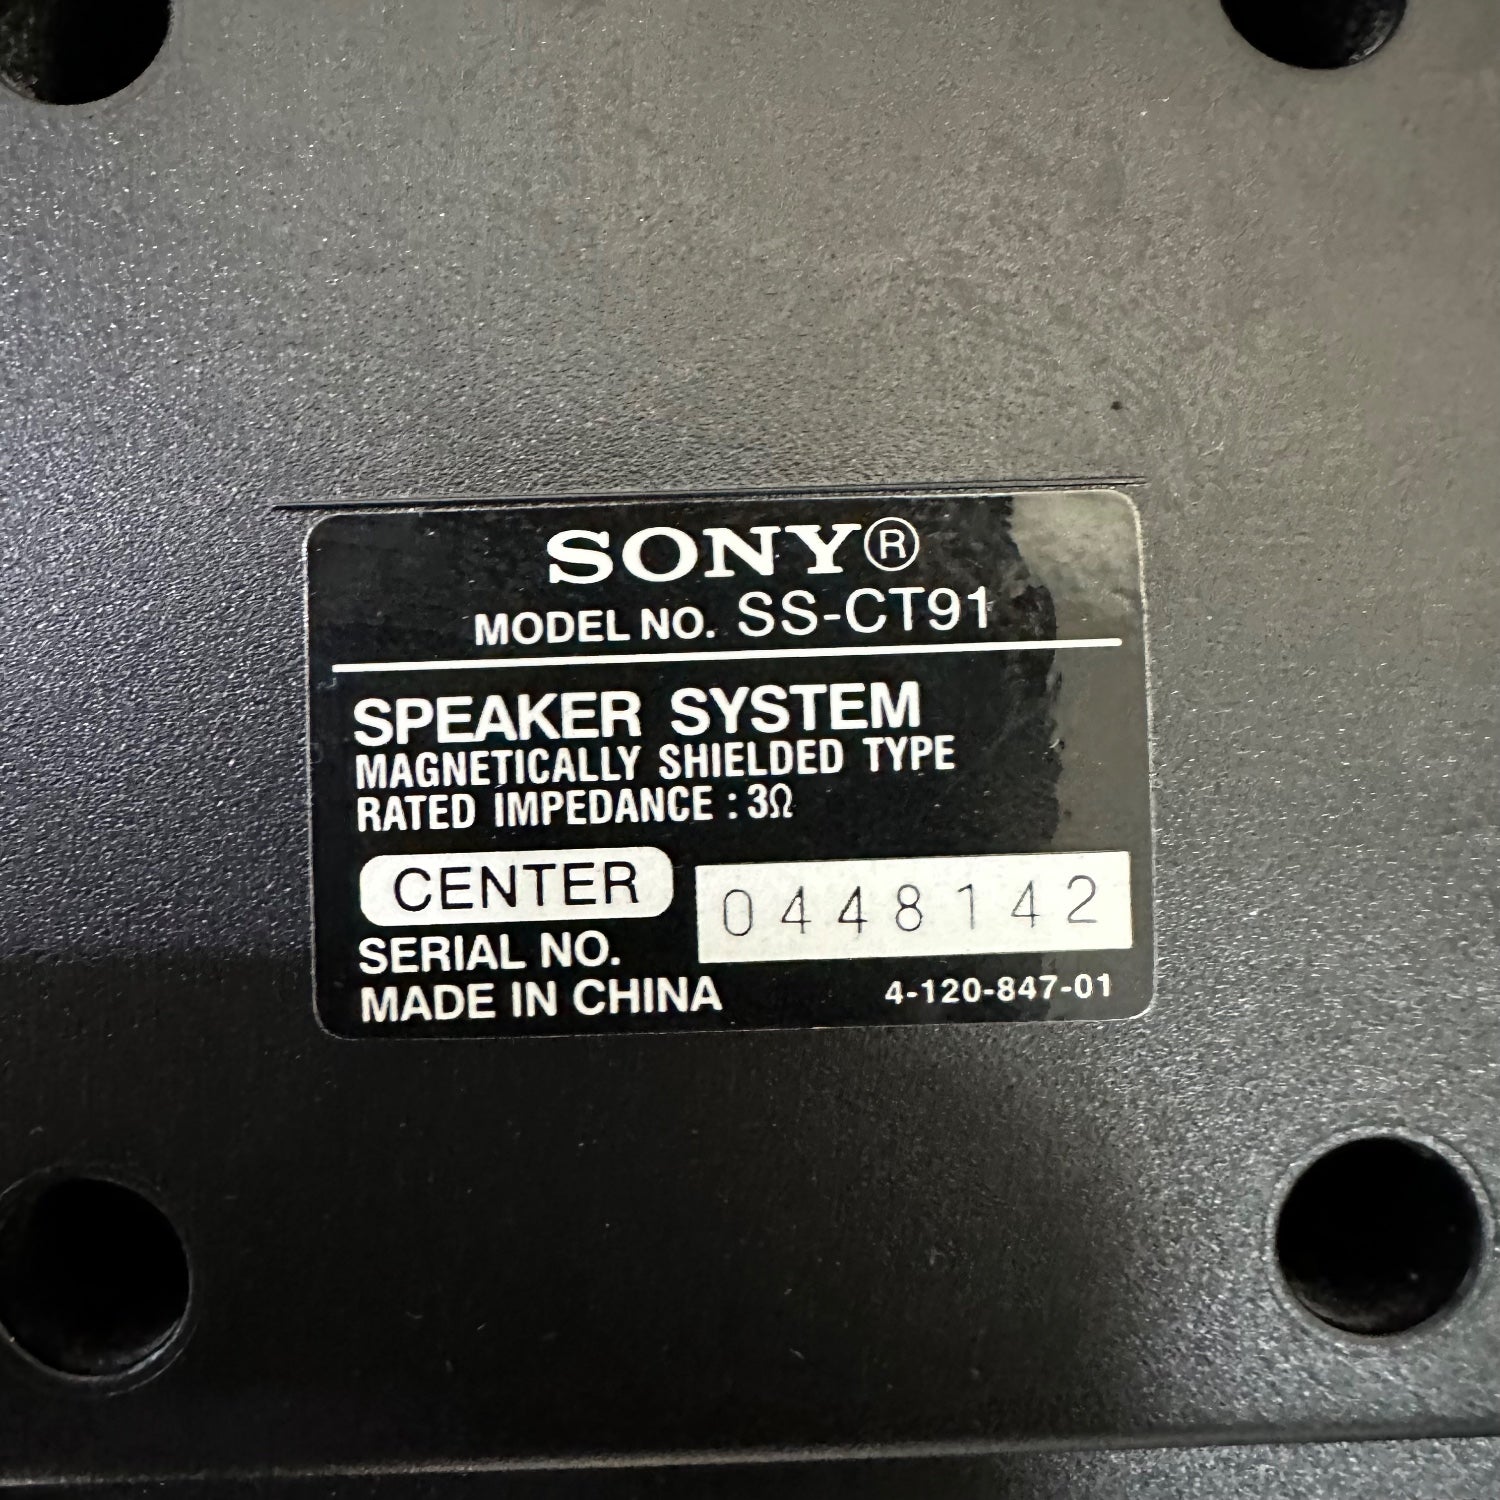 SONY®
MODEL NO. SS-CT91
SPEAKER SYSTEM
MAGNETICALLY SHIELDED TYPE
RATED IMPEDANCE : 3Ω
CENTER
0448142
SERIAL NO.
MADE IN CHINA
4-120-847-01